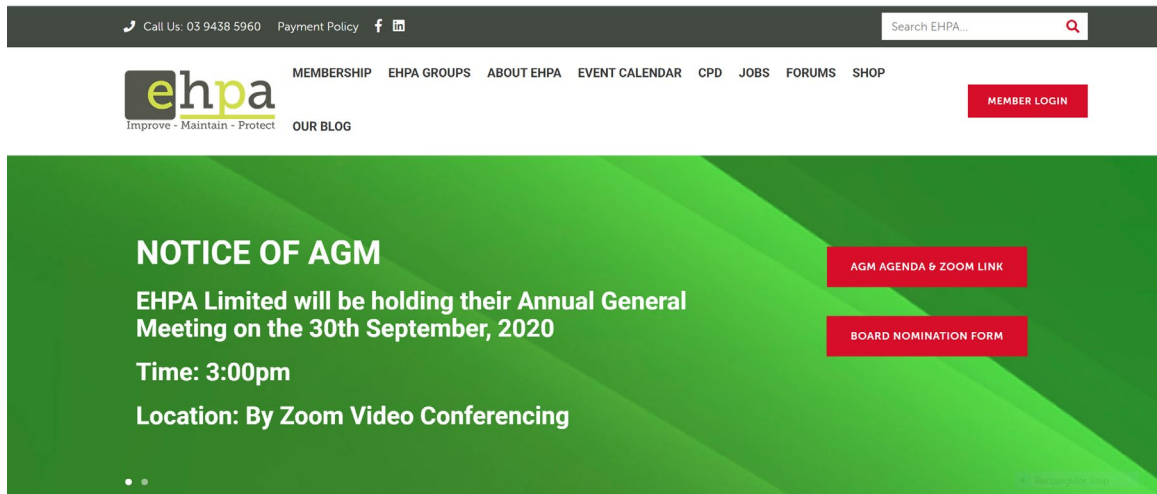 Call Us: 03 9438 5960 Payment Policy
Search EHPA...
ehpa
Improve - Maintain - Protect
MEMBERSHIP EHPA GROUPS ABOUT EHPA EVENT CALENDAR CPD JOBS FORUMS SHOP
OUR BLOG
MEMBER LOGIN
NOTICE OF AGM
EHPA Limited will be holding their Annual General
Meeting on the 30th September, 2020
Time: 3:00pm
Location: By Zoom Video Conferencing
AGM AGENDA & ZOOM LINK
BOARD NOMINATION FORM
Rectangular Snip